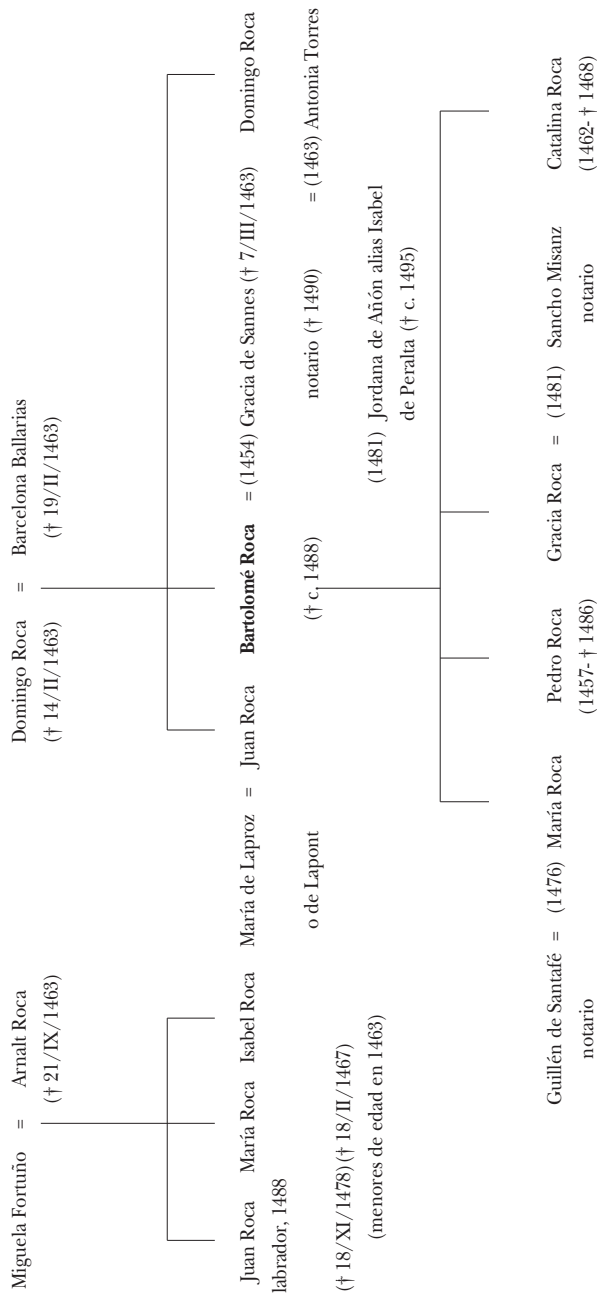 Miguela Fortuño = Arnalt Roca Domingo Roca = Barcelona Ballarias
(† 21/IX/1463) († 14/II/1463) († 19/II/1463)
Juan Roca María Roca Isabel Roca María de Laproz = Juan Roca Bartolomé Roca = (1454) Gracia de Sannes († 7/III/1463) Domingo Roca
labrador, 1488 o de Lapont († c. 1488) notario († 1490) = (1463) Antonia Torres
(† 18/XI/1478) († 18/II/1467)
(menores de edad en 1463)
(1481) Jordana de Añón alias Isabel
de Peralta († c. 1495)
Guillén de Santafé = (1476) María Roca Pedro Roca Gracia Roca = (1481) Sancho Misanz Catalina Roca
notario (1457- † 1486) notario (1462- † 1468)